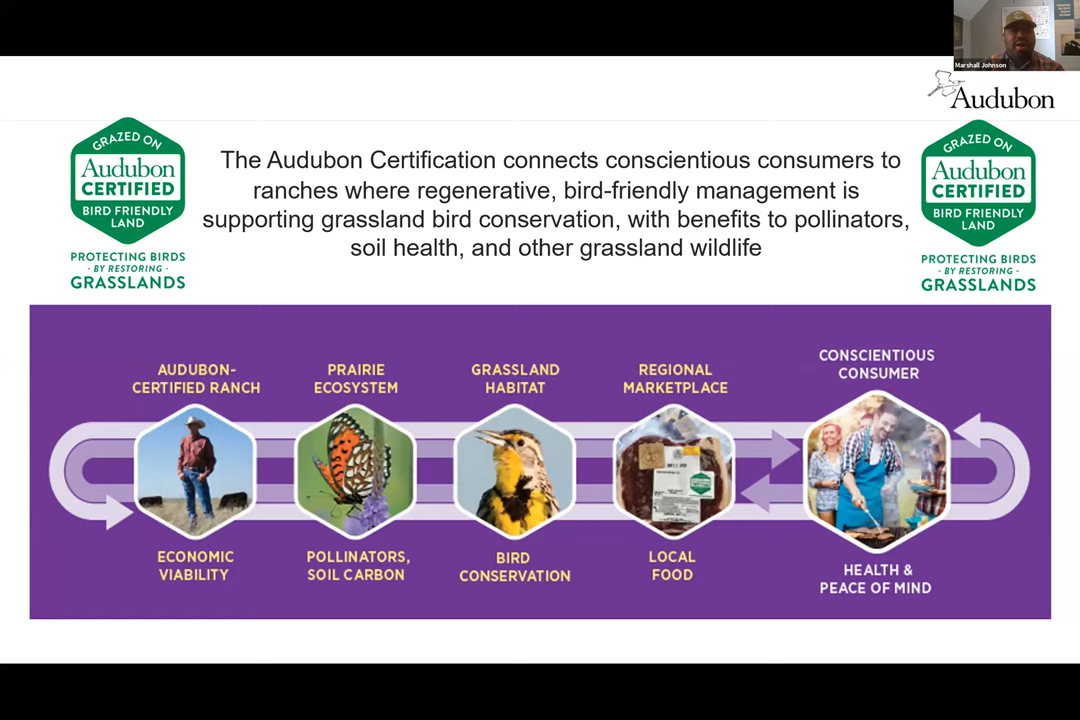 Marshall Johnson
Audubon
GRAZED ON
Audubon
CERTIFIED
BIRD FRIENDLY
LAND
PROTECTING BIRDS
- BY RESTORING -
GRASSLANDS
The Audubon Certification connects conscientious consumers to
ranches where regenerative, bird-friendly management is
supporting grassland bird conservation, with benefits to pollinators,
soil health, and other grassland wildlife
GRAZED ON
Audubon
CERTIFIED
BIRD FRIENDLY
LAND
PROTECTING BIRDS
- BY RESTORING -
GRASSLANDS
AUDUBON-
CERTIFIED RANCH
PRAIRIE
ECOSYSTEM
GRASSLAND
HABITAT
REGIONAL
MARKETPLACE
CONSCIENTIOUS
CONSUMER
ECONOMIC
VIABILITY
POLLINATORS,
SOIL CARBON
BIRD
CONSERVATION
LOCAL
FOOD
HEALTH &
PEACE OF MIND